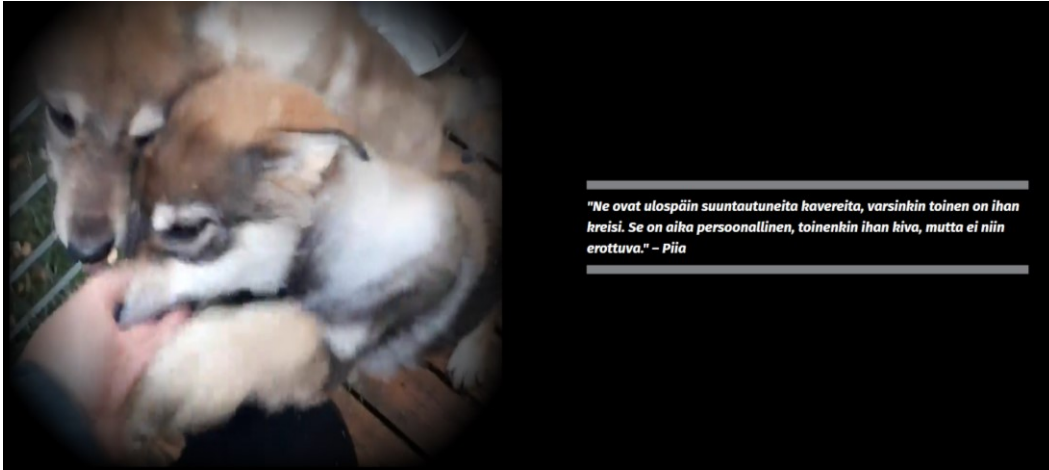 "Ne ovat ulospäin suuntautuneita kavereita, varsinkin toinen on ihan
kreisi. Se on aika persoonallinen, toinenkin ihan kiva, mutta ei niin
erottuva." – Piia